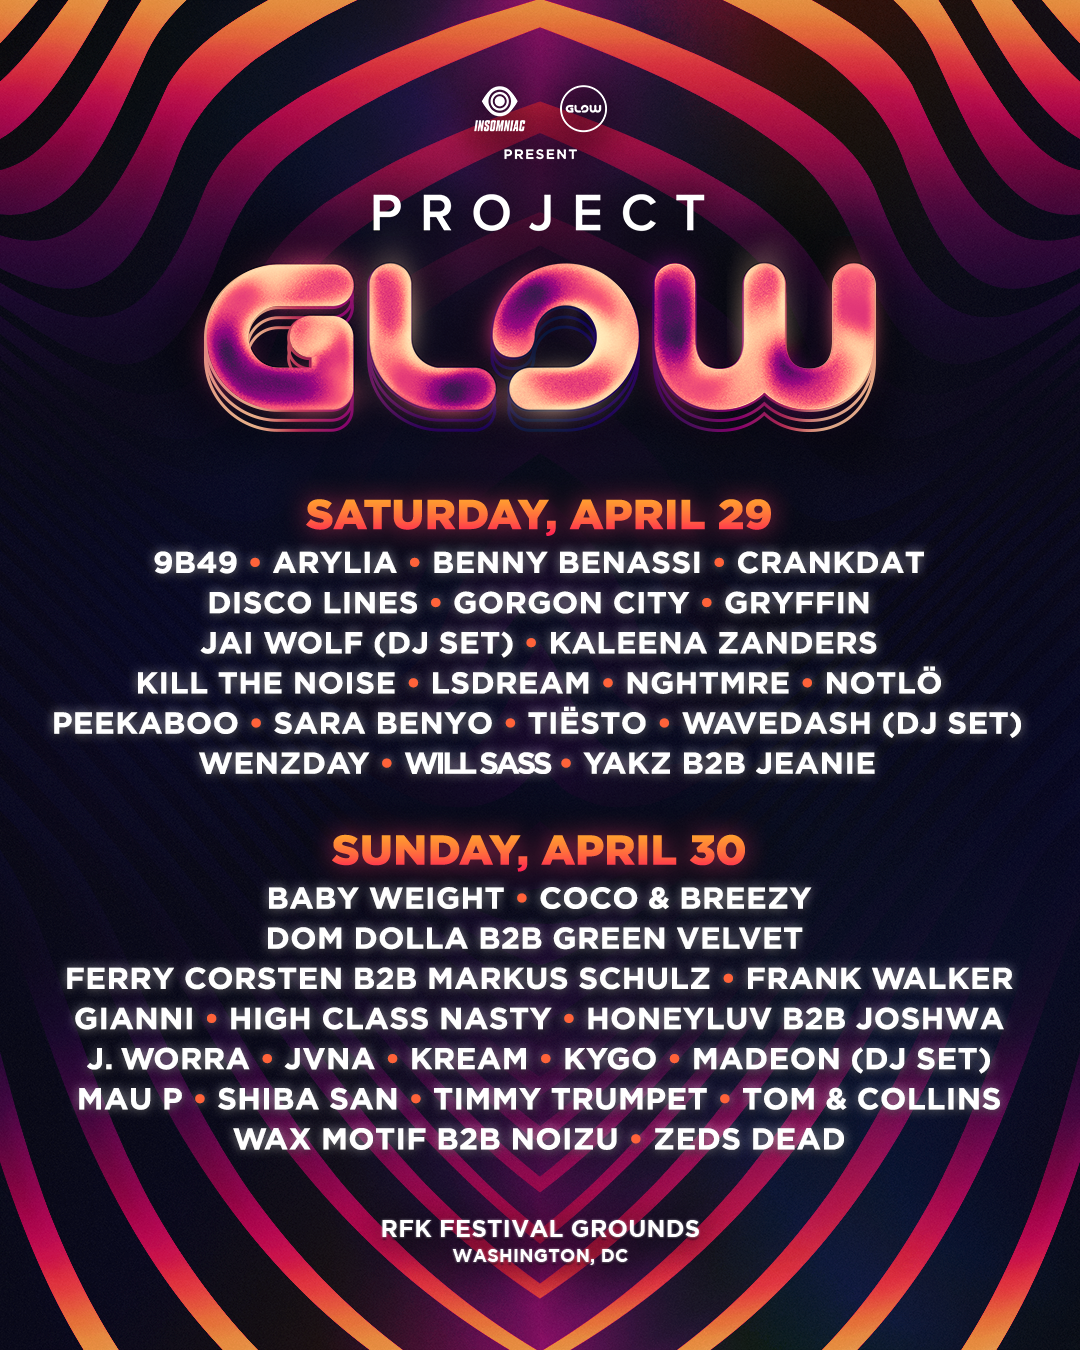 INSOMNIAC GLOW
PRESENT
PROJECT
GLOW
SATURDAY, APRIL 29
9B49 • ARYLIA • BENNY BENASSI • CRANKDAT
DISCO LINES • GORGON CITY • GRYFFIN
JAI WOLF (DJ SET) • KALEENA ZANDERS
KILL THE NOISE • LSDREAM • NGHTMRE • NOTLÖ
PEEKABOO • SARA BENYO • TIËSTO • WAVEDASH (DJ SET)
WENZDAY • WILL SASS • YAKZ B2B JEANIE
SUNDAY, APRIL 30
BABY WEIGHT • COCO & BREEZY
DOM DOLLA B2B GREEN VELVET
FERRY CORSTEN B2B MARKUS SCHULZ • FRANK WALKER
GIANNI • HIGH CLASS NASTY • HONEYLUV B2B JOSHWA
J. WORRA • JVNA • KREAM • KYGO • MADEON (DJ SET)
MAU P • SHIBA SAN • TIMMY TRUMPET • TOM & COLLINS
WAX MOTIF B2B NOIZU • ZEDS DEAD
RFK FESTIVAL GROUNDS
WASHINGTON, DC